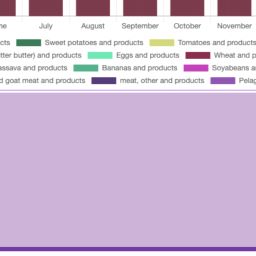 ne July August September October November
cts Sweet potatoes and products Tomatoes and products
tter butter) and products Eggs and products Wheat and p
assava and products Bananas and products Soyabeans a
d goat meat and products meat, other and products Pelag